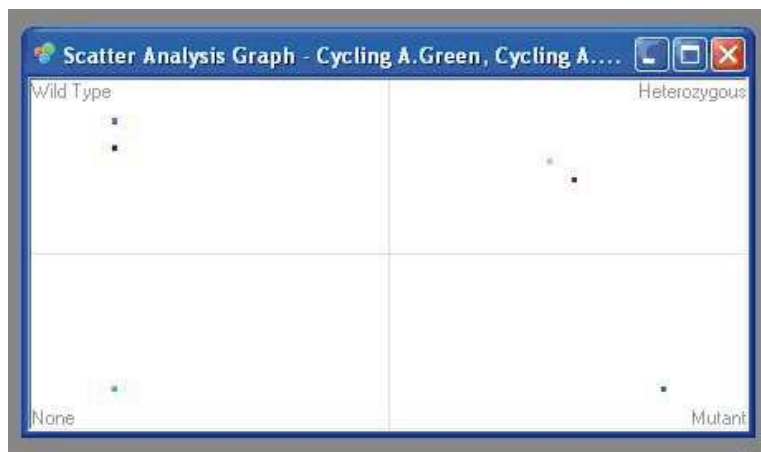 Scatter Analysis Graph - Cycling A.Green, Cycling A....
Wild Type
Heterozygous
None
Mutant